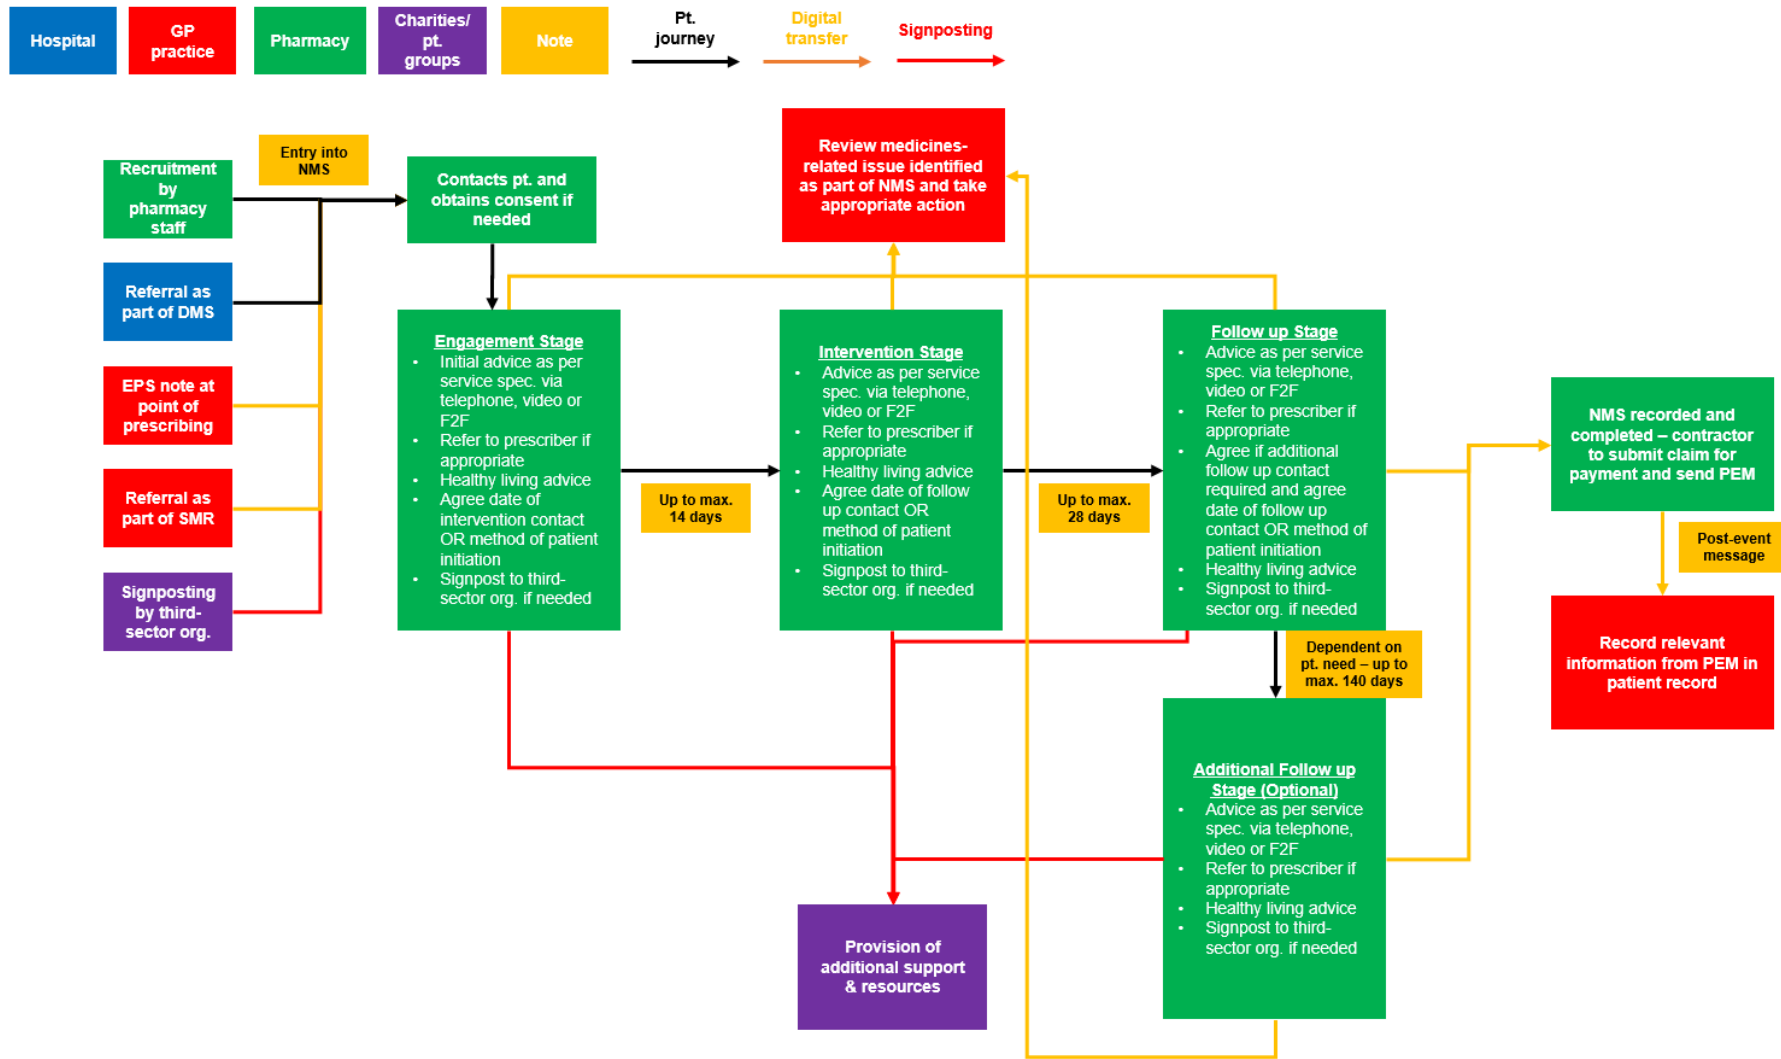 Hospital
GP
practice
Pharmacy
Charities/
pt.
groups
Note
Pt.
journey
Digital
transfer
Signposting
Recruitment
by
pharmacy
staff
Entry into
NMS
Contacts pt. and
obtains consent if
needed
Review medicines-
related issue identified
as part of NMS and take
appropriate action
Referral as
part of DMS
EPS note at
point of
prescribing
Referral as
part of SMR
Signposting
by third-
sector org.
Engagement Stage
• Initial advice as per
service spec. via
telephone, video or
F2F
• Refer to prescriber if
appropriate
• Healthy living advice
• Agree date of
intervention contact
OR method of patient
initiation
• Signpost to third-
sector org. if needed
Up to max.
14 days
Intervention Stage
• Advice as per service
spec. via telephone,
video or F2F
• Refer to prescriber if
appropriate
• Healthy living advice
• Agree date of follow
up contact OR
method of patient
initiation
• Signpost to third-
sector org. if needed
Up to max.
28 days
Follow up Stage
• Advice as per service
spec. via telephone,
video or F2F
• Refer to prescriber if
appropriate
• Agree if additional
follow up contact
required and agree
date of follow up
contact OR method of
patient initiation
• Healthy living advice
• Signpost to third-
sector org. if needed
NMS recorded and
completed – contractor
to submit claim for
payment and send PEM
Post-event
message
Record relevant
information from PEM in
patient record
Dependent on
pt. need – up to
max. 140 days
Additional Follow up
Stage (Optional)
• Advice as per service
spec. via telephone,
video or F2F
• Refer to prescriber if
appropriate
• Healthy living advice
• Signpost to third-
sector org. if needed
Provision of
additional support
& resources